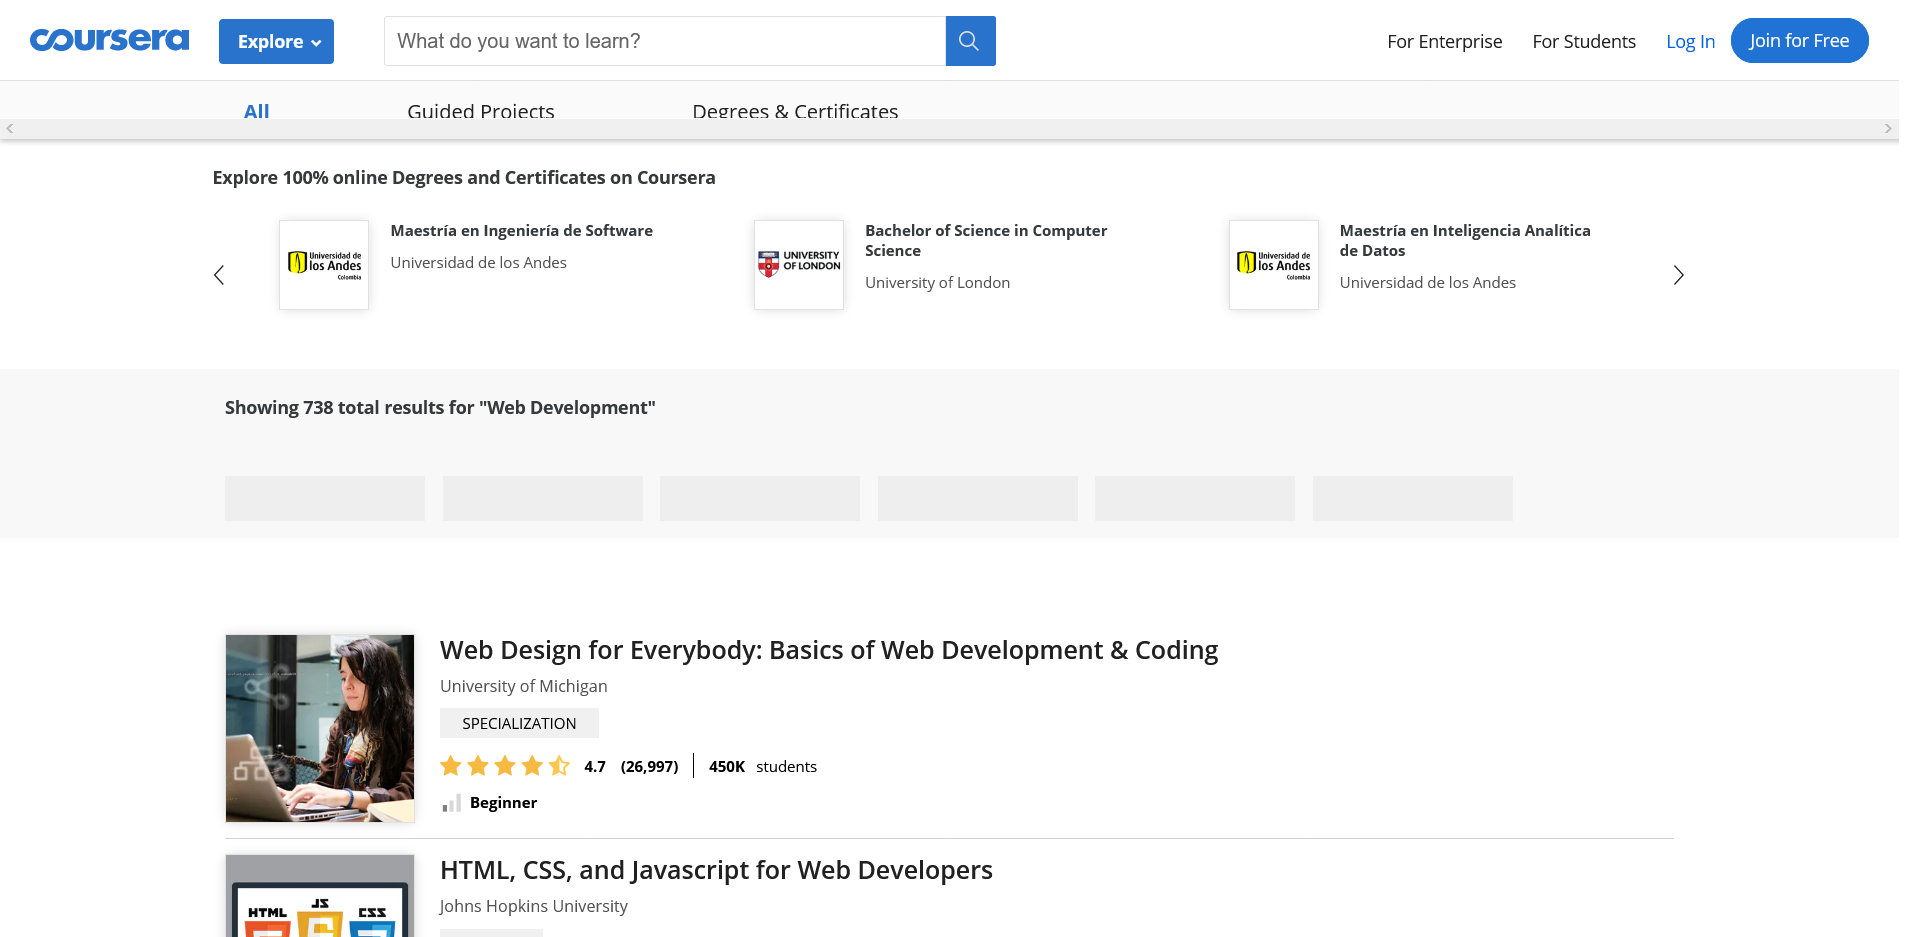 coursera
Explore
What do you want to learn?
For Enterprise
For Students
Log In
Join for Free
All
Guided Projects
Degrees & Certificates
Explore 100% online Degrees and Certificates on Coursera
Universidad de
los Andes
Colombia
Maestría en Ingeniería de Software
Universidad de los Andes
UNIVERSITY
OF LONDON
Bachelor of Science in Computer
Science
University of London
Universidad de
los Andes
Colombia
Maestría en Inteligencia Analítica
de Datos
Universidad de los Andes
Showing 738 total results for "Web Development"
Web Design for Everybody: Basics of Web Development & Coding
University of Michigan
SPECIALIZATION
4.7 (26,997) 450K students
Beginner
HTML, CSS, and Javascript for Web Developers
Johns Hopkins University
HTML JS CSS